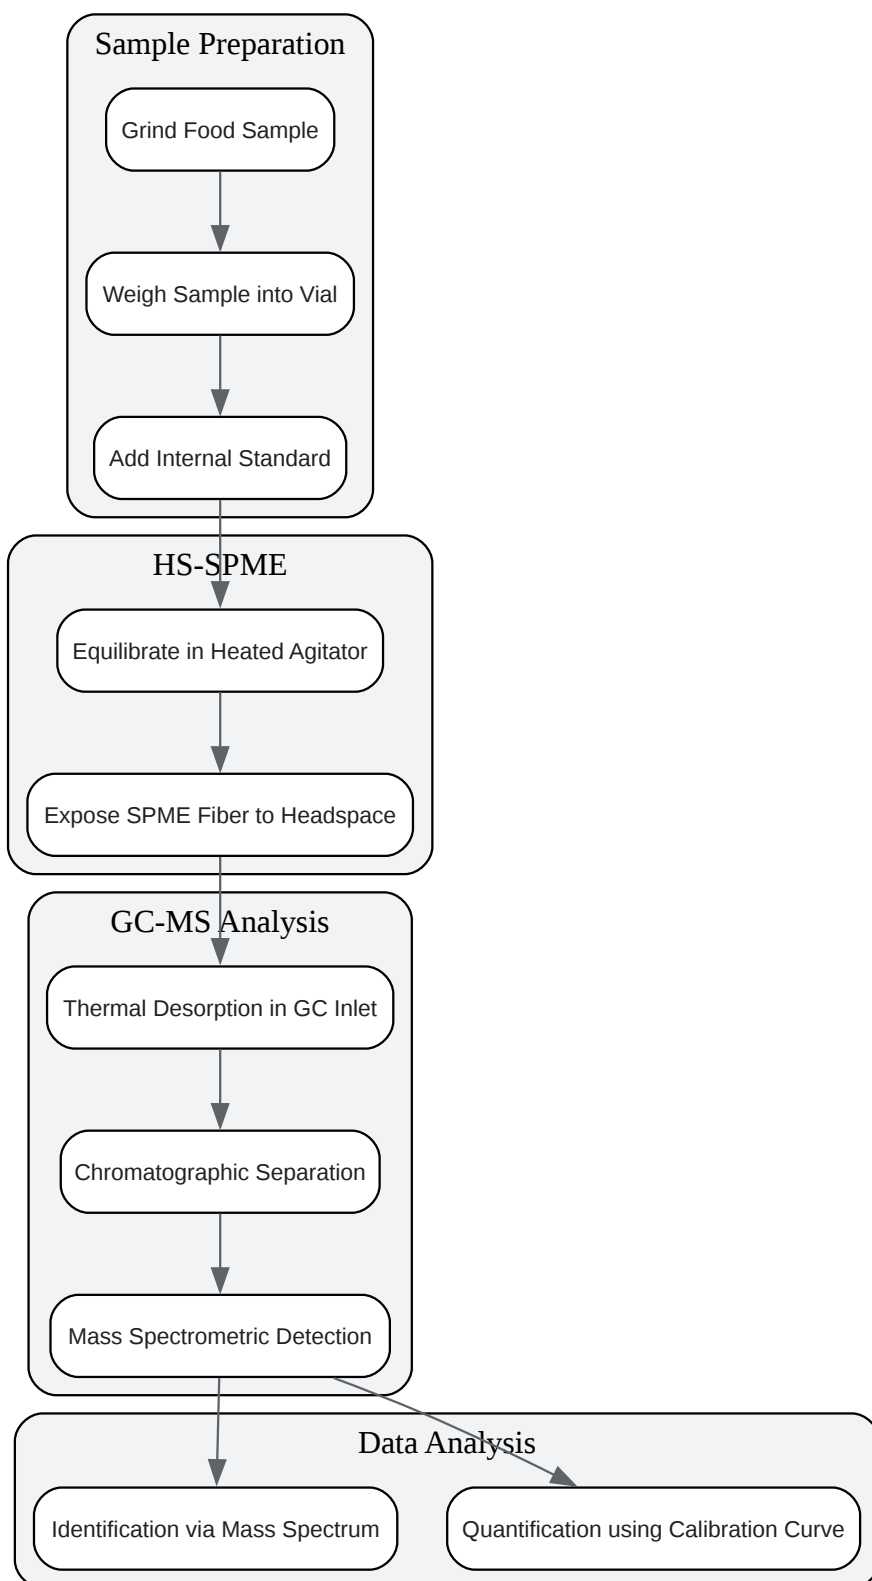 Sample Preparation
Grind Food Sample
Weigh Sample into Vial
Add Internal Standard
HS-SPME
Equilibrate in Heated Agitator
Expose SPME Fiber to Headspace
GC-MS Analysis
Thermal Desorption in GC Inlet
Chromatographic Separation
Mass Spectrometric Detection
Data Analysis
Identification via Mass Spectrum
Quantification using Calibration Curve